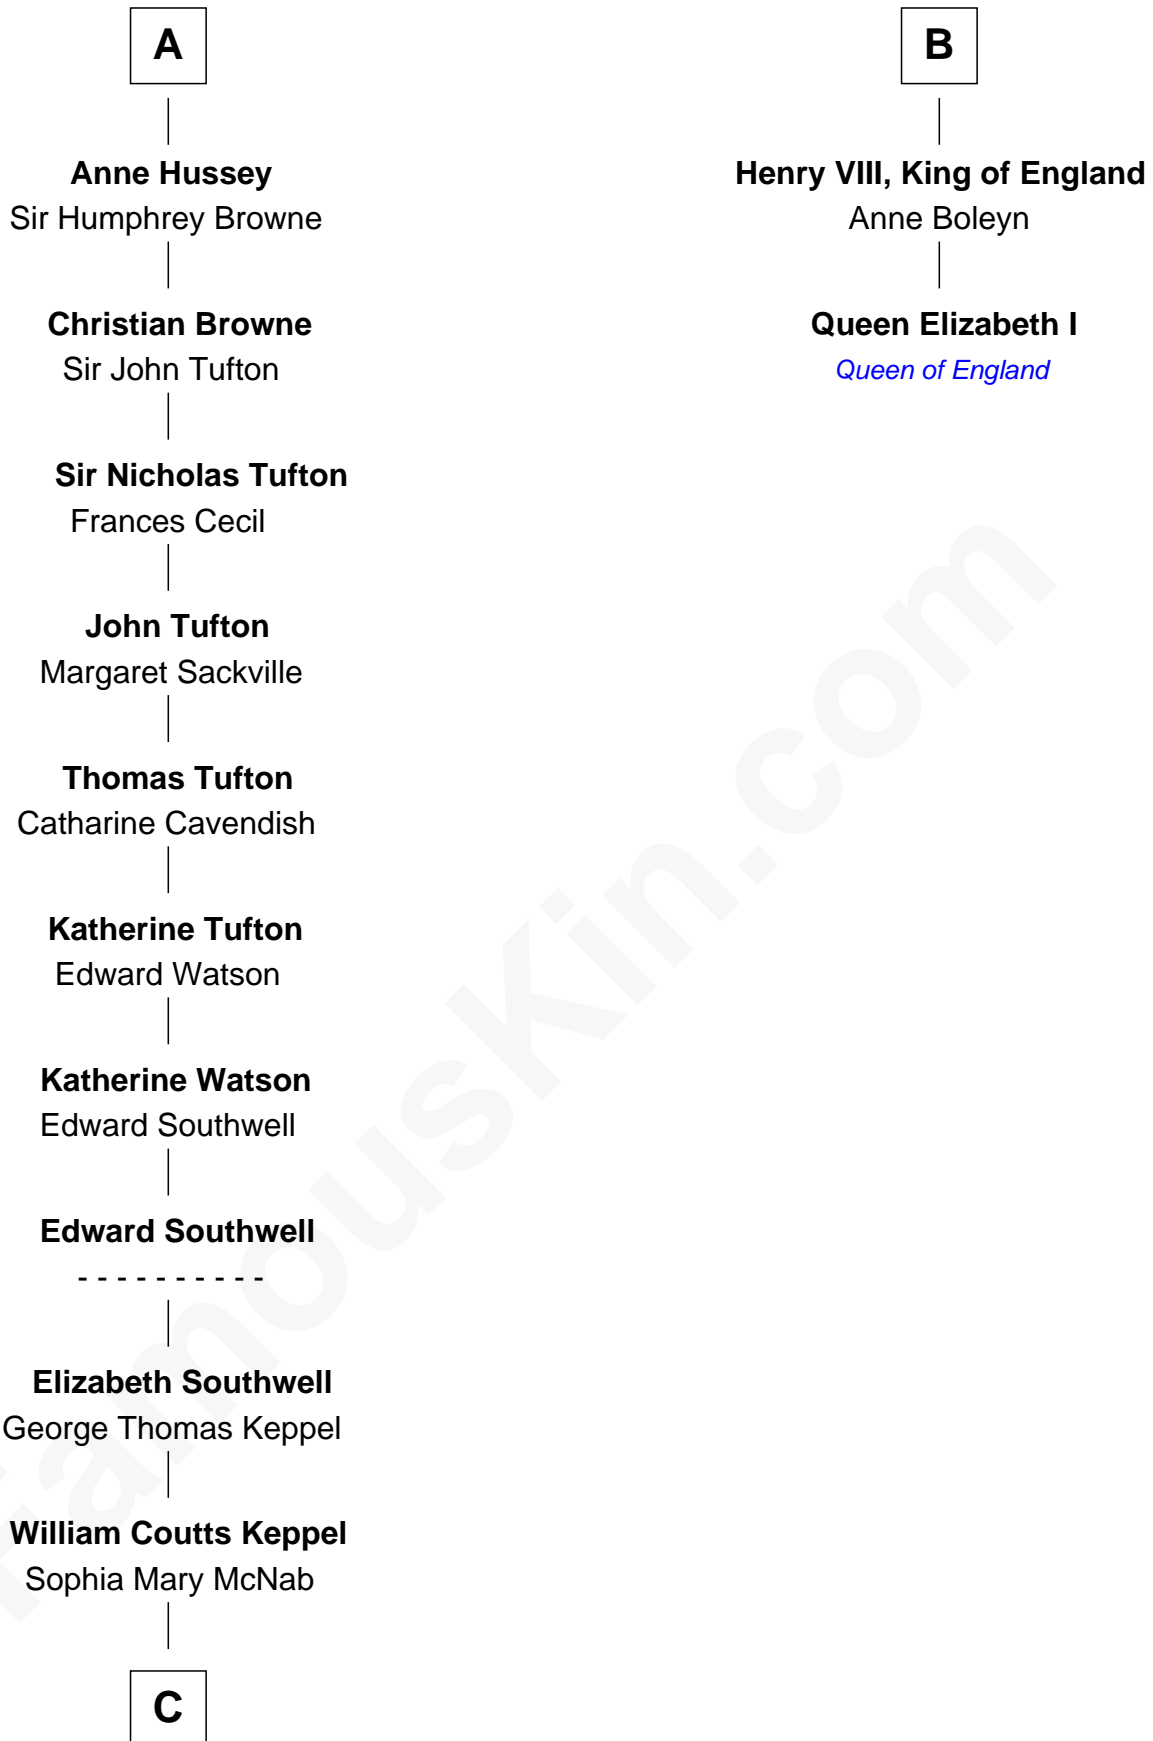 A
Anne Hussey
Sir Humphrey Browne
Christian Browne
Sir John Tufton
Sir Nicholas Tufton
Frances Cecil
John Tufton
Margaret Sackville
Thomas Tufton
Catharine Cavendish
Katherine Tufton
Edward Watson
Katherine Watson
Edward Southwell
Edward Southwell
- - - - - - - - - -
Elizabeth Southwell
George Thomas Keppel
William Coutts Keppel
Sophia Mary McNab
C
B
Henry VIII, King of England
Anne Boleyn
Queen Elizabeth I
Queen of England
FamousKin.com